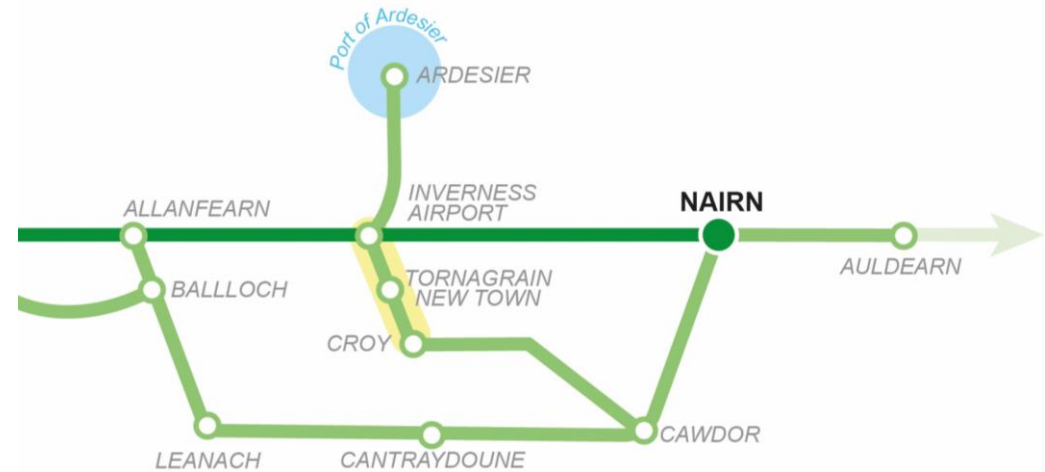 Port of Ardesier
ARDESIER
ALLANFEARN
INVERNESS
AIRPORT
NAIRN
BALLLOCH
TORNAGRAIN
NEW TOWN
AULDEARN
CROY
LEANACH
CANTRAYDOUNE
CAWDOR